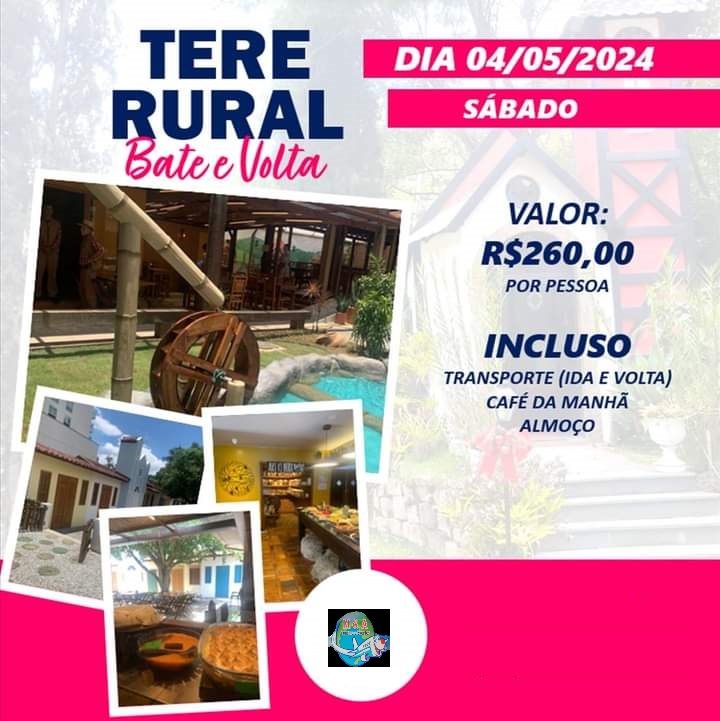 TERE
RURAL
Bate e Volta
DIA 04/05/2024
SÁBADO
VALOR:
R$260,00
POR PESSOA
INCLUSO
TRANSPORTE (IDA E VOLTA)
CAFÉ DA MANHÃ
ALMOÇO